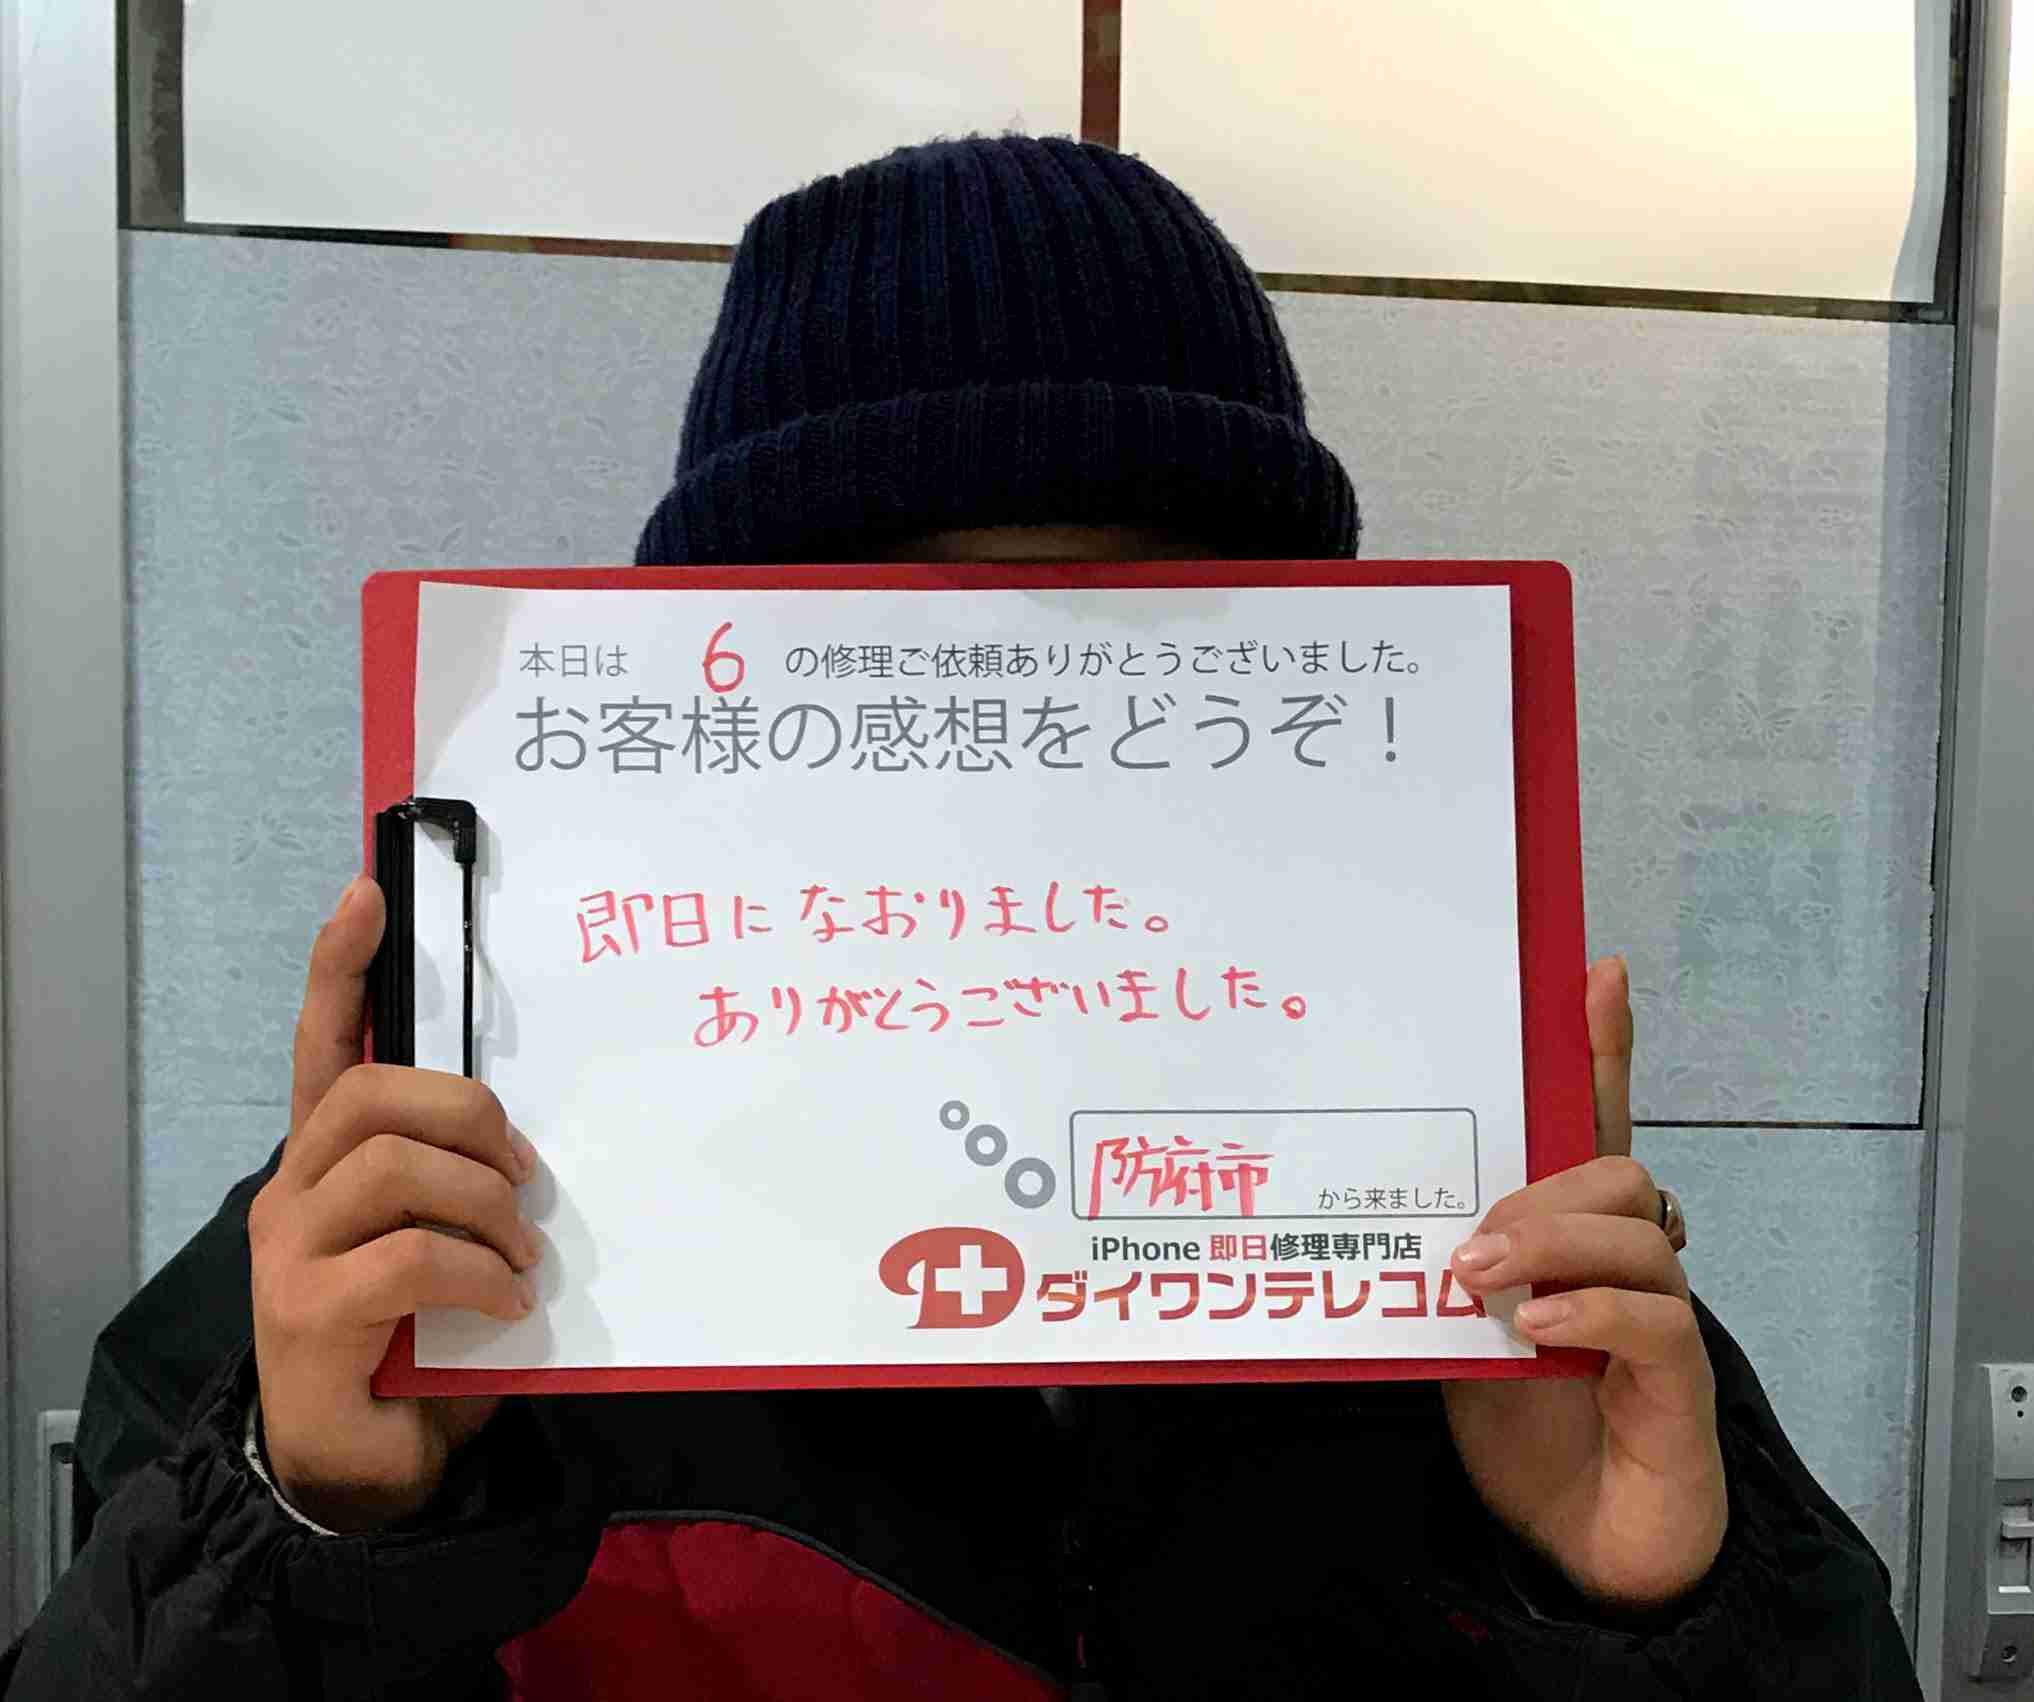 本日は 6 の修理ご依頼ありがとうございました。
お客様の感想をどうぞ！
即日になおりました。
ありがとうございました。
防府市 から来ました。
iPhone 即日修理専門店
ダイワンテレコム